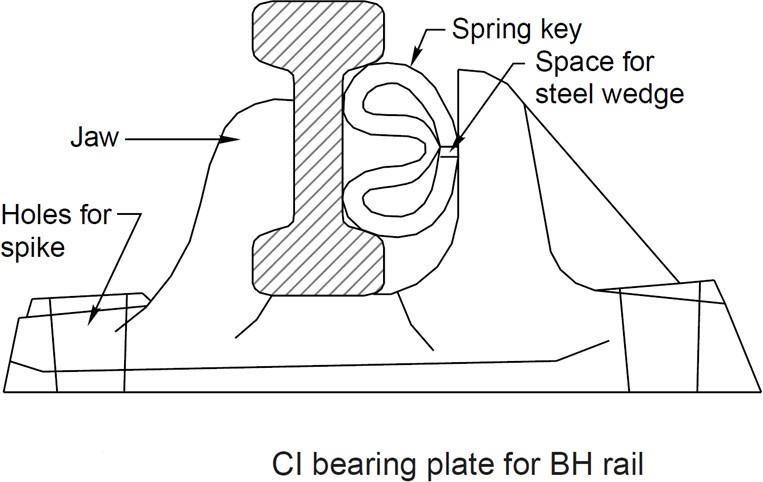 Spring key
Space for
steel wedge
Jaw
Holes for
spike
CI bearing plate for BH rail